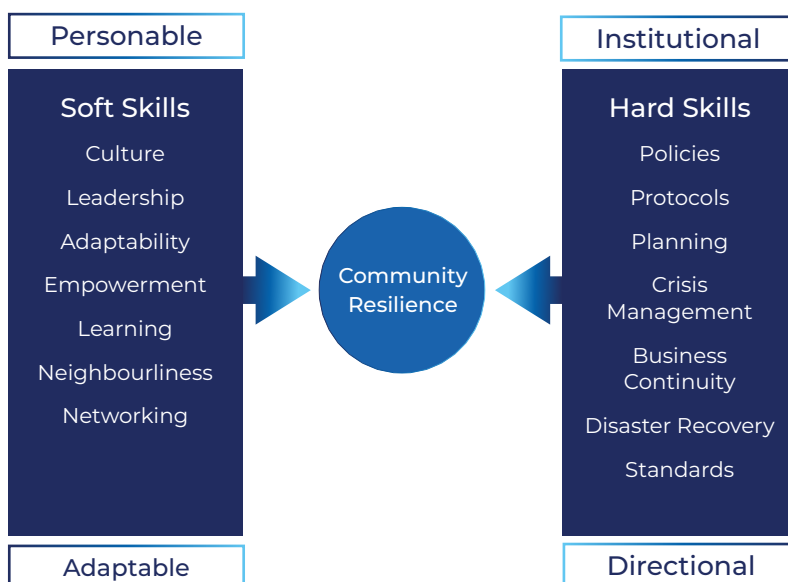 Personable
Soft Skills
Culture
Leadership
Adaptability
Empowerment
Learning
Neighbourliness
Networking
Adaptable
Community
Resilience
Institutional
Hard Skills
Policies
Protocols
Planning
Crisis
Management
Business
Continuity
Disaster Recovery
Standards
Directional